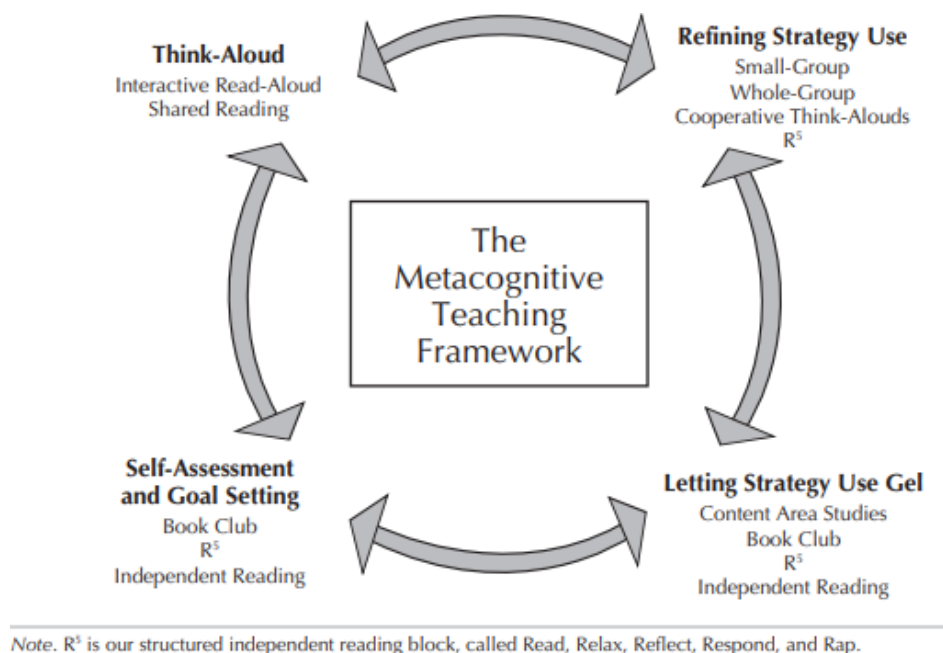 Think-Aloud
Interactive Read-Aloud
Shared Reading
Refining Strategy Use
Small-Group
Whole-Group
Cooperative Think-Alouds
R⁵
The
Metacognitive
Teaching
Framework
Self-Assessment
and Goal Setting
Book Club
R⁵
Independent Reading
Letting Strategy Use Gel
Content Area Studies
Book Club
R⁵
Independent Reading
Note. R⁵ is our structured independent reading block, called Read, Relax, Reflect, Respond, and Rap.